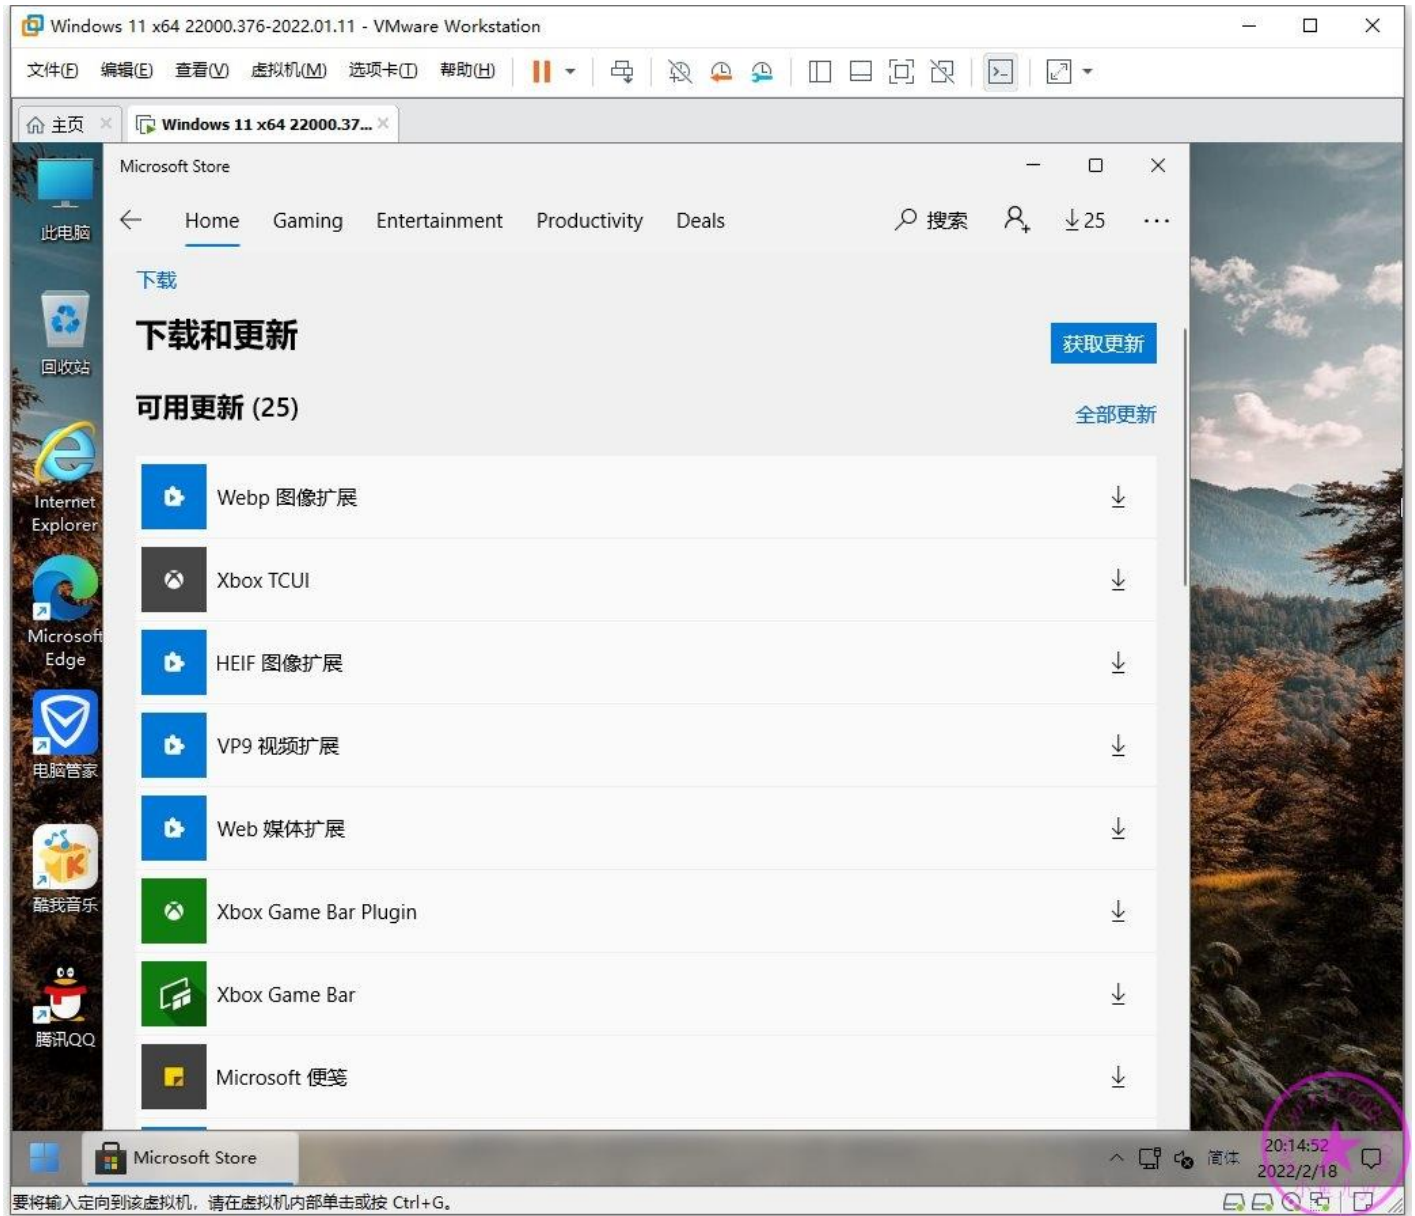 Windows 11 x64 22000.376-2022.01.11 - VMware Workstation
文件(F) 编辑(E) 查看(V) 虚拟机(M) 选项卡(T) 帮助(H)
主页
Windows 11 x64 22000.37...
Microsoft Store
Home Gaming Entertainment Productivity Deals 搜索 25
下载
下载和更新
获取更新
可用更新 (25)
全部更新
Webp 图像扩展
Xbox TCUI
HEIF 图像扩展
VP9 视频扩展
Web 媒体扩展
Xbox Game Bar Plugin
Xbox Game Bar
Microsoft 便笺
此电脑
回收站
Internet
Explorer
Microsoft
Edge
电脑管家
酷我音乐
腾讯QQ
Microsoft Store
简体
20:14:52
2022/2/18
要将输入定向到该虚拟机，请在虚拟机内部单击或按 Ctrl+G。